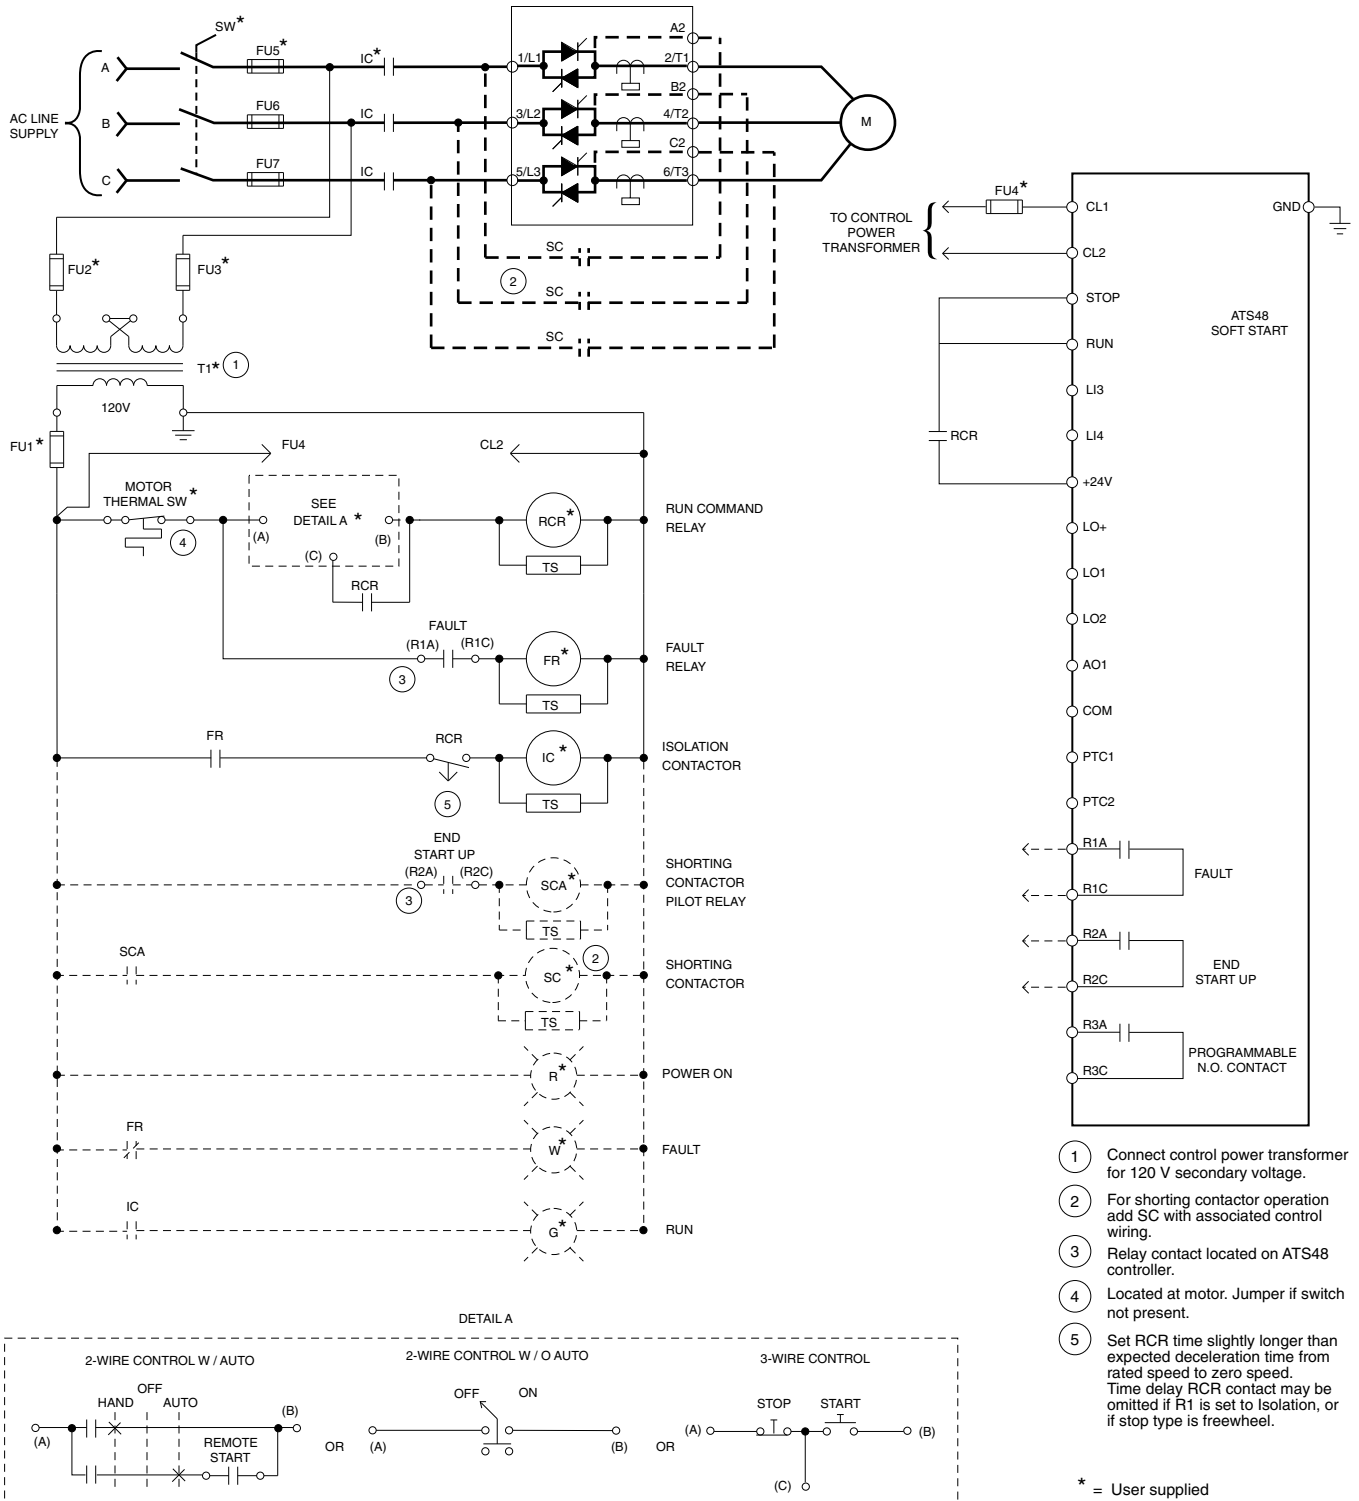 SW*
FU5*
IC*
A
1/L1
A2
2/T1
AC LINE
SUPPLY
B
FU6
IC
3/L2
B2
4/T2
M
C
FU7
IC
5/L3
C2
6/T3
SC
2
SC
SC
FU2*
FU3*
T1*
1
120V
FU1*
FU4
CL2
MOTOR
THERMAL SW*
4
SEE
DETAIL A *
(A)
(B)
(C)
RCR
RCR*
TS
RUN COMMAND
RELAY
FAULT
(R1A)
(R1C)
3
FR*
TS
FAULT
RELAY
FR
RCR
5
IC *
TS
ISOLATION
CONTACTOR
END
START UP
(R2A)
(R2C)
3
SCA*
TS
SHORTING
CONTACTOR
PILOT RELAY
SCA
SC *
2
TS
SHORTING
CONTACTOR
R*
POWER ON
FR
W*
FAULT
IC
G*
RUN
TO CONTROL
POWER
TRANSFORMER
FU4*
CL1
GND
CL2
STOP
ATS48
SOFT START
RUN
LI3
RCR
LI4
+24V
LO+
LO1
LO2
AO1
COM
PTC1
PTC2
R1A
FAULT
R1C
R2A
END
START UP
R2C
R3A
PROGRAMMABLE
N.O. CONTACT
R3C
1 Connect control power transformer
for 120 V secondary voltage.
2 For shorting contactor operation
add SC with associated control
wiring.
3 Relay contact located on ATS48
controller.
4 Located at motor. Jumper if switch
not present.
5 Set RCR time slightly longer than
expected deceleration time from
rated speed to zero speed.
Time delay RCR contact may be
omitted if R1 is set to Isolation, or
if stop type is freewheel.
* = User supplied
DETAIL A
2-WIRE CONTROL W / AUTO
OFF
HAND
AUTO
(A)
(B)
REMOTE
START
OR
2-WIRE CONTROL W / O AUTO
OFF
ON
(A)
(B)
OR
3-WIRE CONTROL
STOP
START
(A)
(B)
(C)